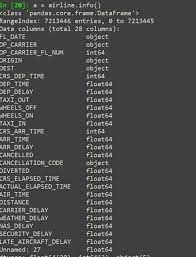 In [20]: a = airline.info()
<class 'pandas.core.frame.DataFrame'>
RangeIndex: 7213446 entries, 0 to 7213445
Data columns (total 28 columns):
FL_DATE object
OP_CARRIER object
OP_CARRIER_FL_NUM int64
ORIGIN object
DEST object
CRS_DEP_TIME int64
DEP_TIME float64
DEP_DELAY float64
TAXI_OUT float64
WHEELS_OFF float64
WHEELS_ON float64
TAXI_IN float64
CRS_ARR_TIME int64
ARR_TIME float64
ARR_DELAY float64
CANCELLED float64
CANCELLATION_CODE object
DIVERTED float64
CRS_ELAPSED_TIME float64
ACTUAL_ELAPSED_TIME float64
AIR_TIME float64
DISTANCE float64
CARRIER_DELAY float64
WEATHER_DELAY float64
NAS_DELAY float64
SECURITY_DELAY float64
LATE_AIRCRAFT_DELAY float64
Unnamed: 27 float64